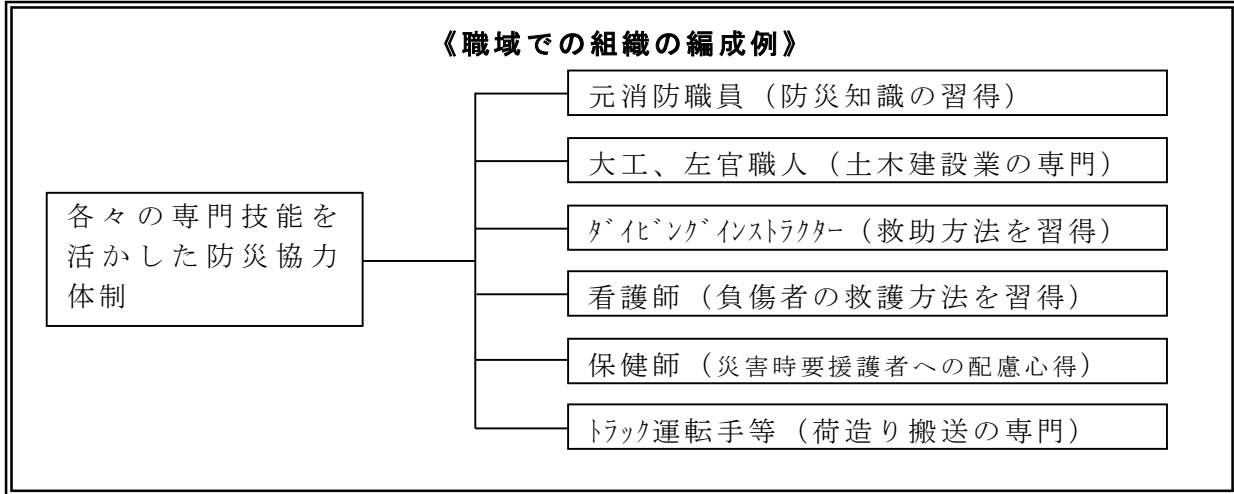 《職域での組織の編成例》
元消防職員（防災知識の習得）
大工、左官職人（土木建設業の専門）
各々の専門技能を
活かした防災協力
体制
ﾀﾞｲﾋﾞﾝｸﾞｲﾝｽﾄﾗｸﾀｰ（救助方法を習得）
看護師（負傷者の救護方法を習得）
保健師（災害時要援護者への配慮心得）
ﾄﾗｯｸ運転手等（荷造り搬送の専門）